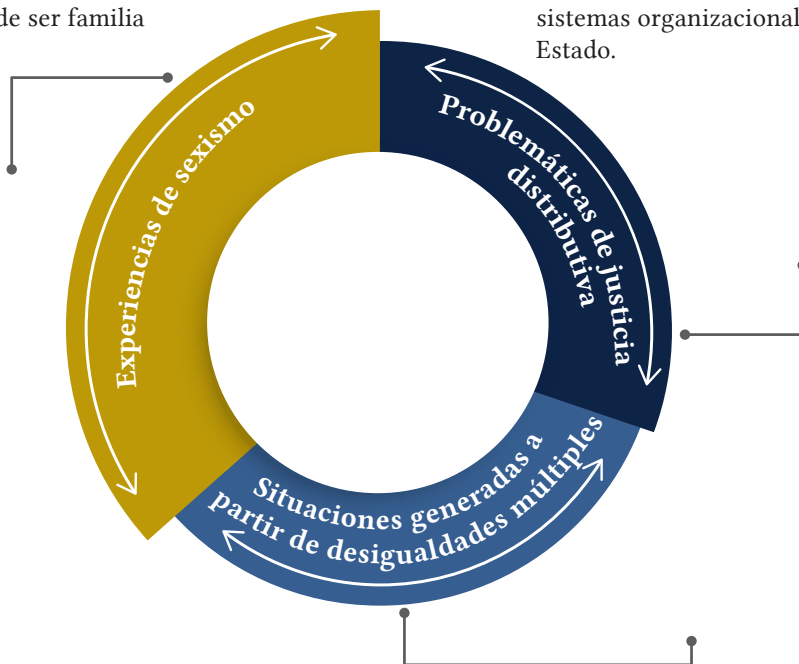 de ser familia
sistemas organizacional
Estado.
Experiencias de sexismo
Problemáticas de justicia
distributiva
Situaciones generadas a
partir de desigualdades múltiples